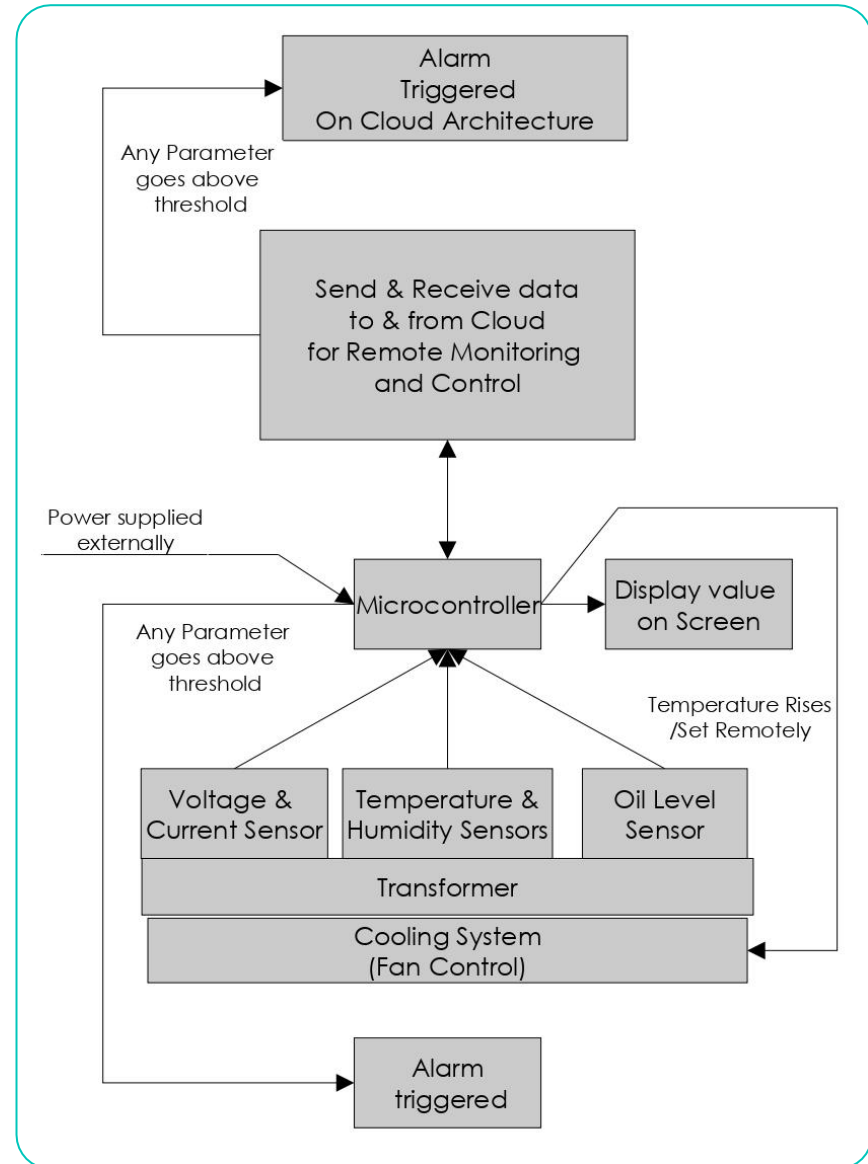 Alarm
Triggered
On Cloud Architecture
Any Parameter
goes above
threshold
Send & Receive data
to & from Cloud
for Remote Monitoring
and Control
Power supplied
externally
Microcontroller
Display value
on Screen
Any Parameter
goes above
threshold
Temperature Rises
/Set Remotely
Voltage &
Current Sensor
Temperature &
Humidity Sensors
Oil Level
Sensor
Transformer
Cooling System
(Fan Control)
Alarm
triggered